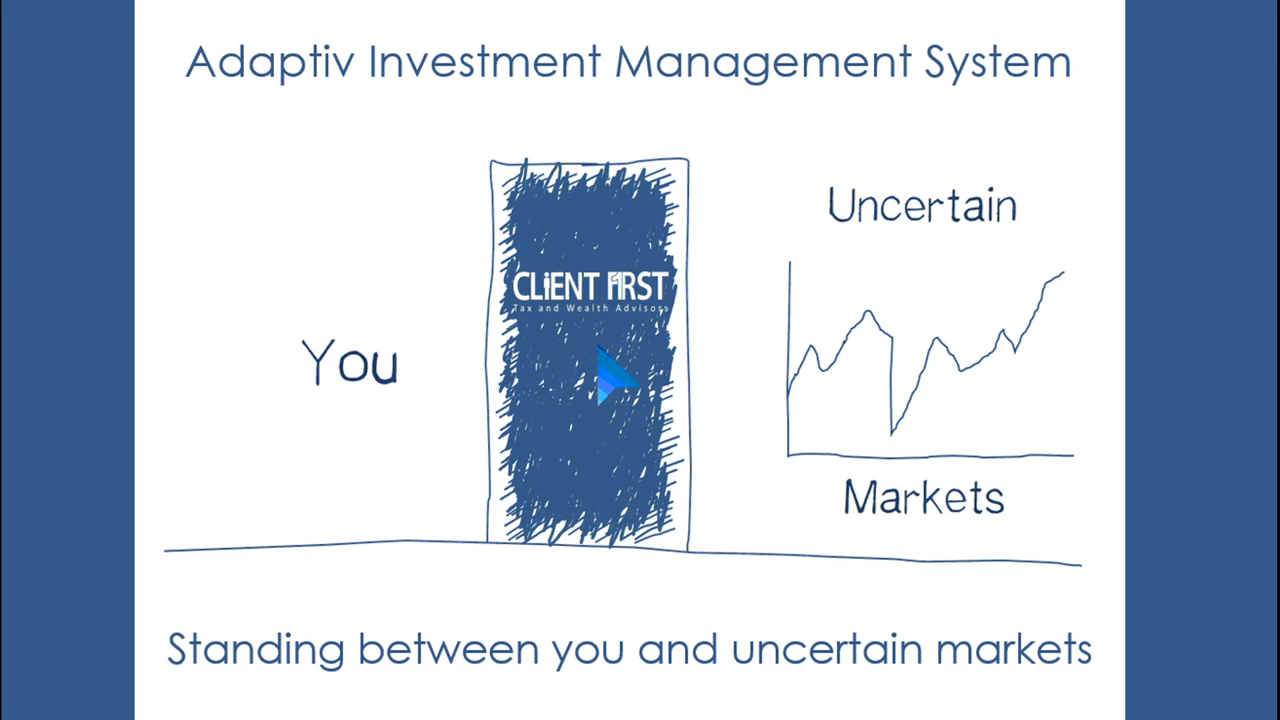 Adaptiv Investment Management System
Uncertain
CLiENT FIRST
Tax and Wealth Advisors
You
Markets
Standing between you and uncertain markets